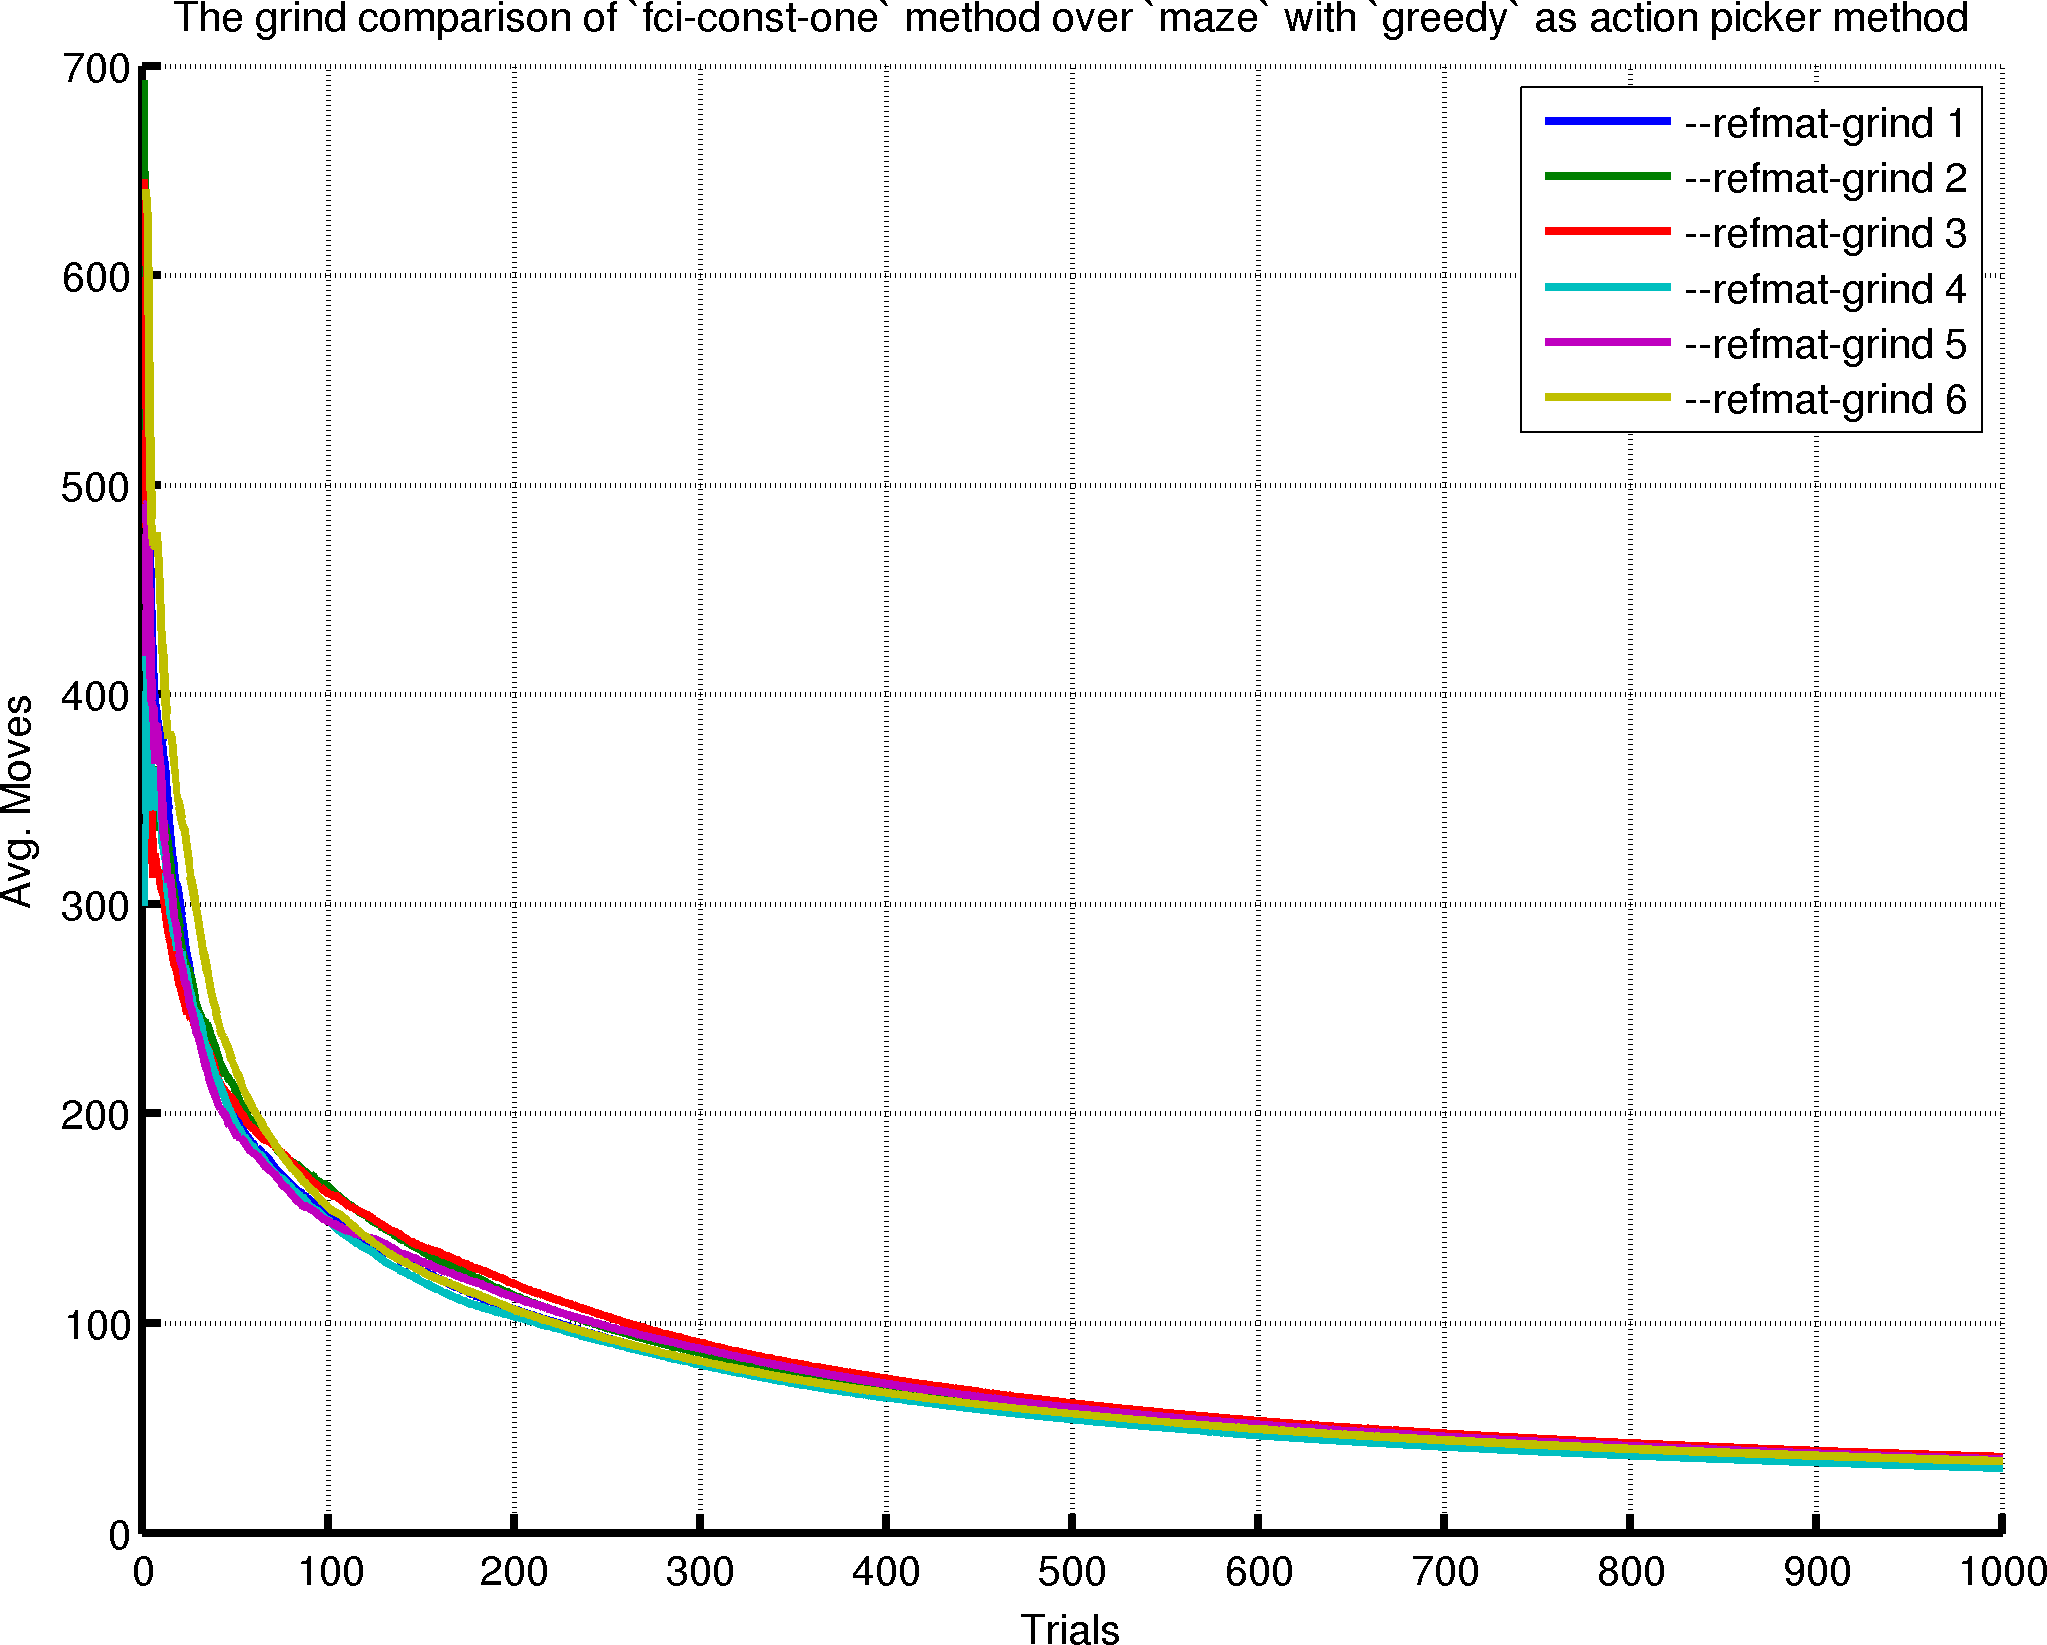 The grind comparison of `fci-const-one` method over `maze` with `greedy` as action picker method
700
600
500
400
300
200
100
0
Avg. Moves
--refmat-grind 1
--refmat-grind 2
--refmat-grind 3
--refmat-grind 4
--refmat-grind 5
--refmat-grind 6
0 100 200 300 400 500 600 700 800 900 1000
Trials